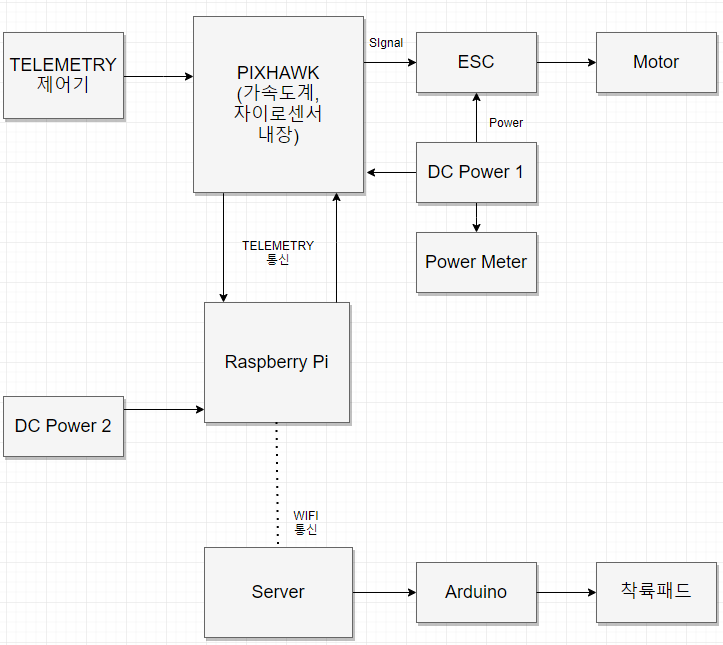 TELEMETRY
제어기
PIXHAWK
(가속도계,
자이로센서
내장)
SIgnal
ESC
Motor
Power
DC Power 1
Power Meter
TELEMETRY
통신
Raspberry Pi
DC Power 2
WIFI
통신
Server
Arduino
착륙패드